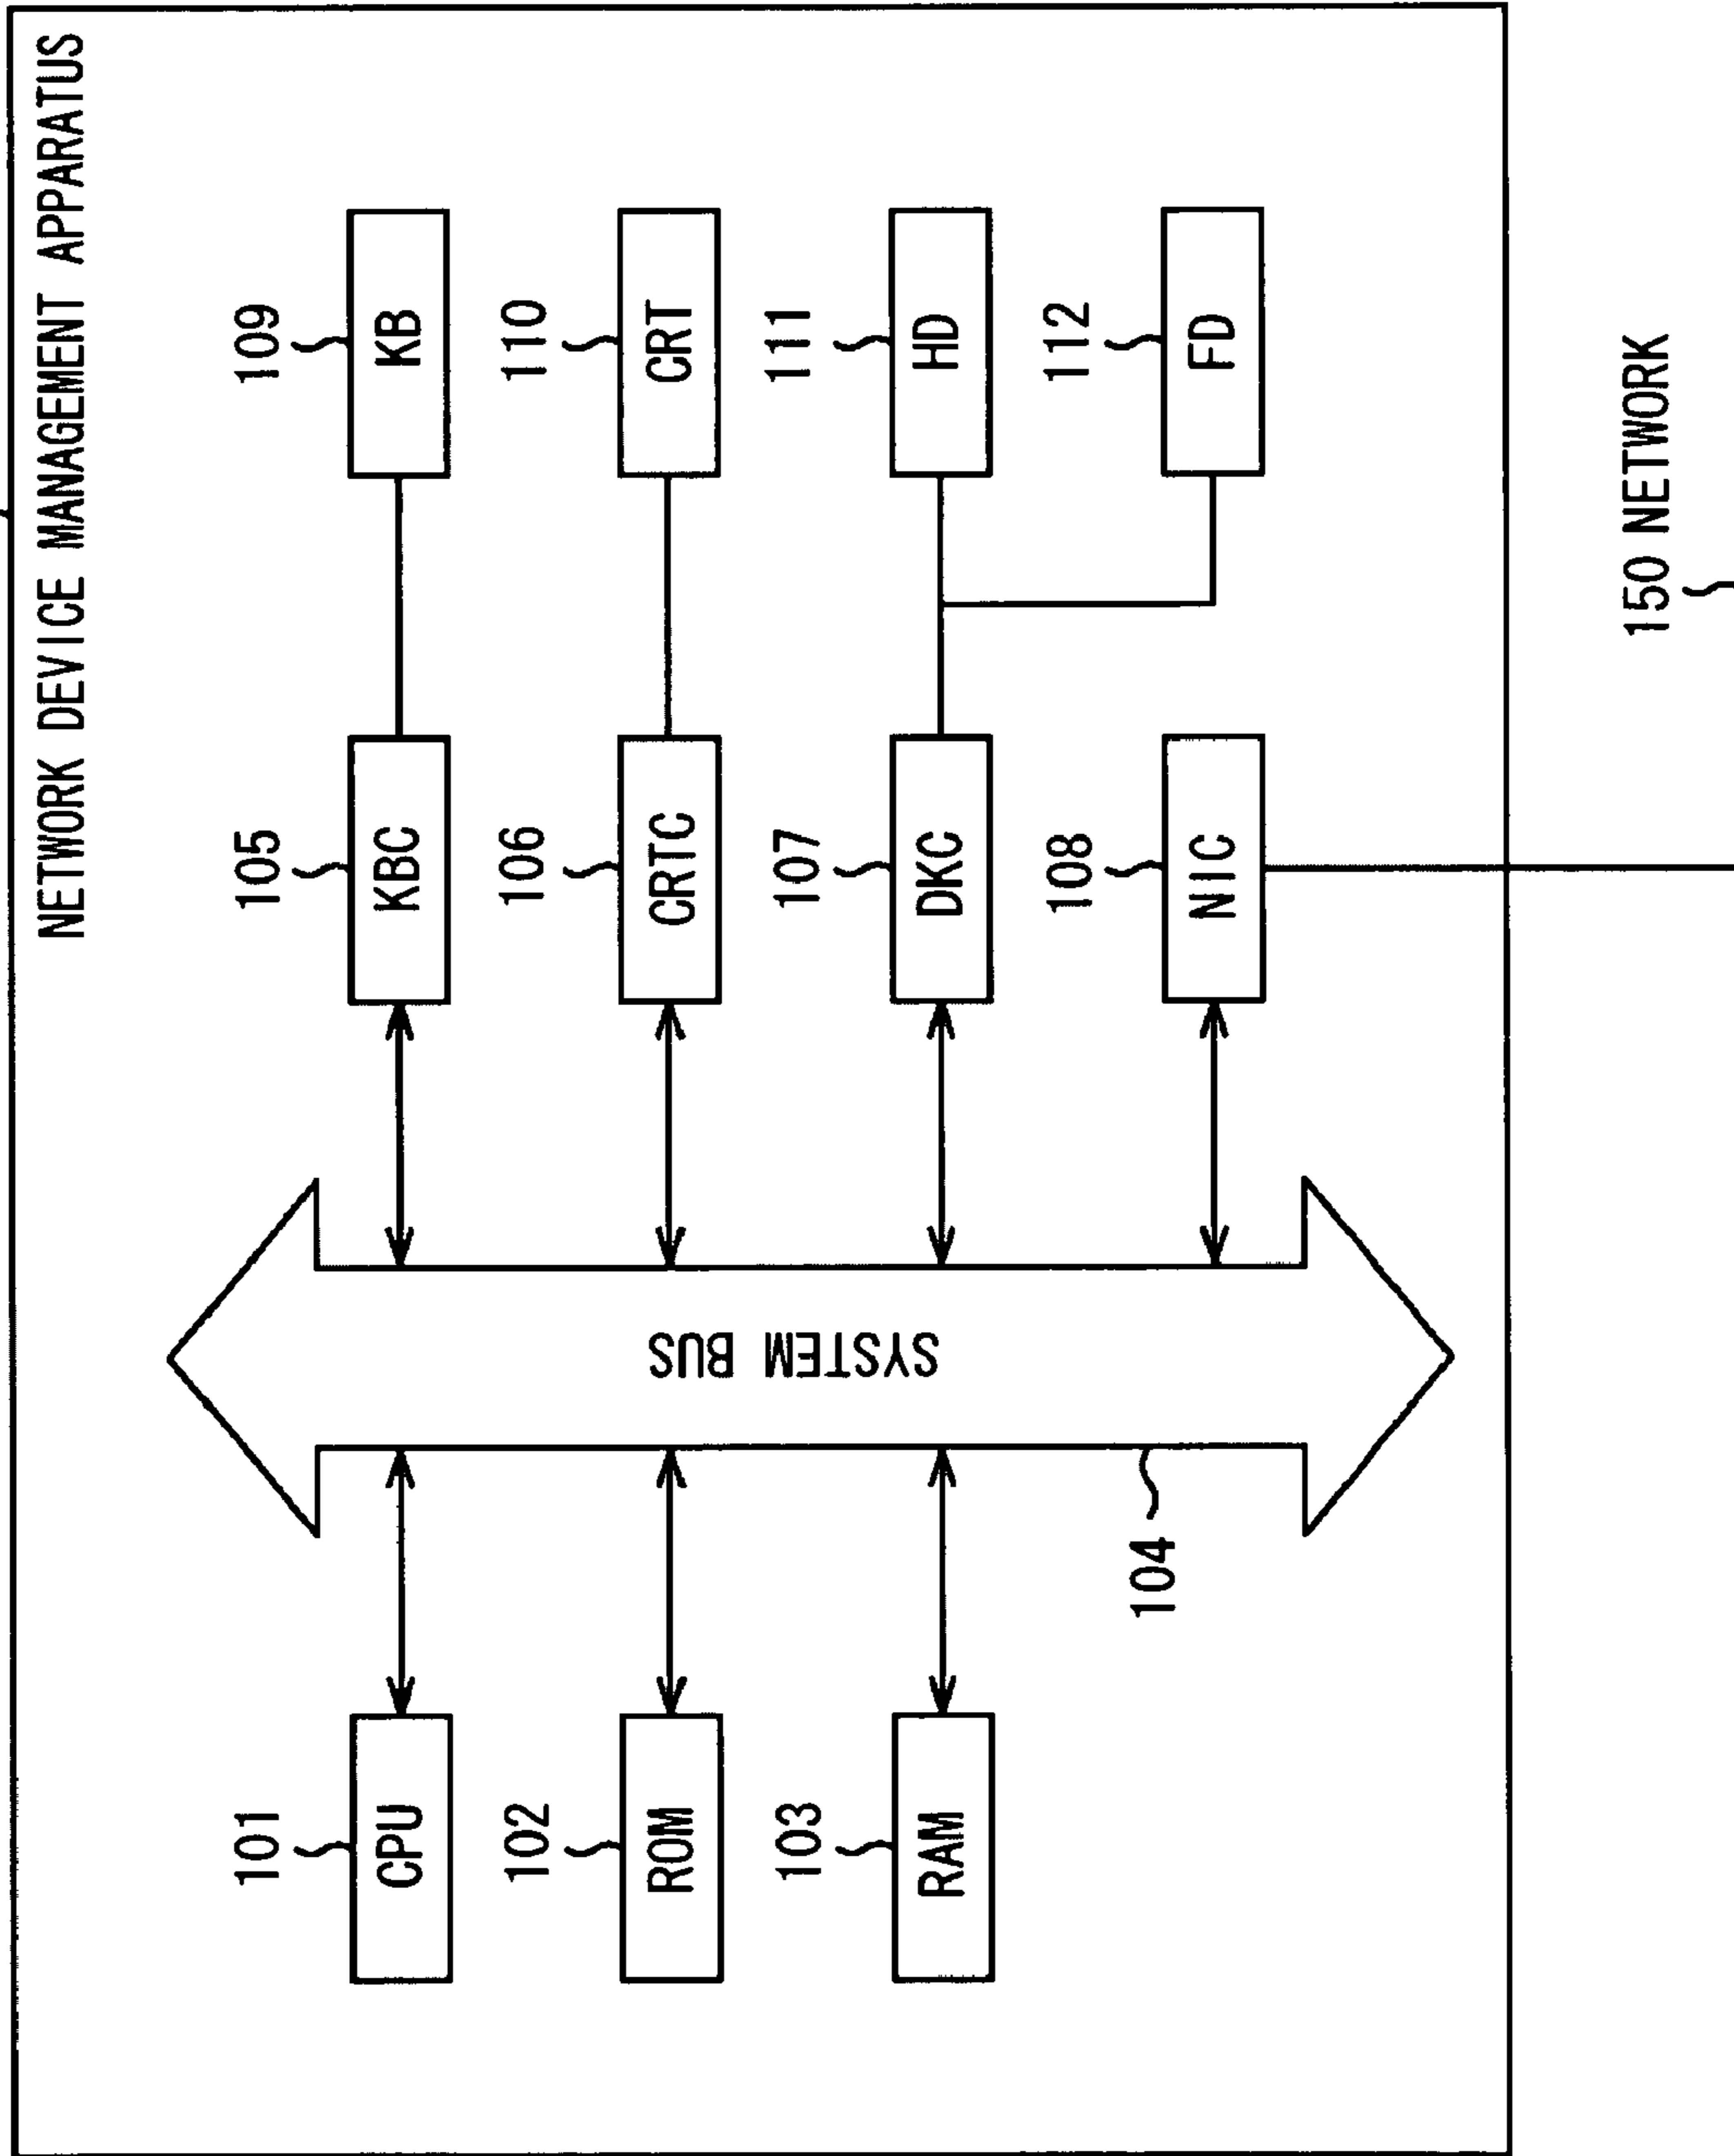 NETWORK DEVICE MANAGEMENT APPARATUS
101
CPU
102
ROM
103
RAM
104
SYSTEM BUS
105
KBC
106
CRTC
107
DKC
108
NIC
109
KB
110
CRT
111
HD
112
FD
150 NETWORK